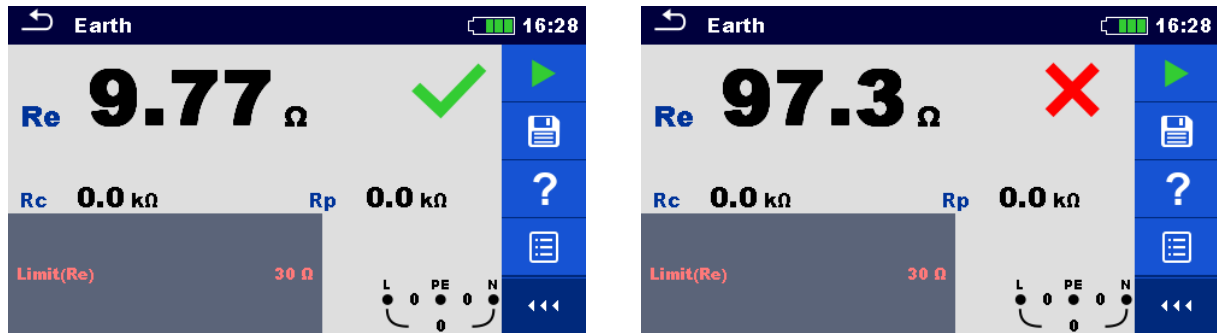 Earth 16:28
Re 9.77 Ω
Rc 0.0 kΩ Rp 0.0 kΩ
?
Limit(Re) 30 Ω
L PE N
0 0
0
Earth 16:28
Re 97.3 Ω
Rc 0.0 kΩ Rp 0.0 kΩ
?
Limit(Re) 30 Ω
L PE N
0 0
0